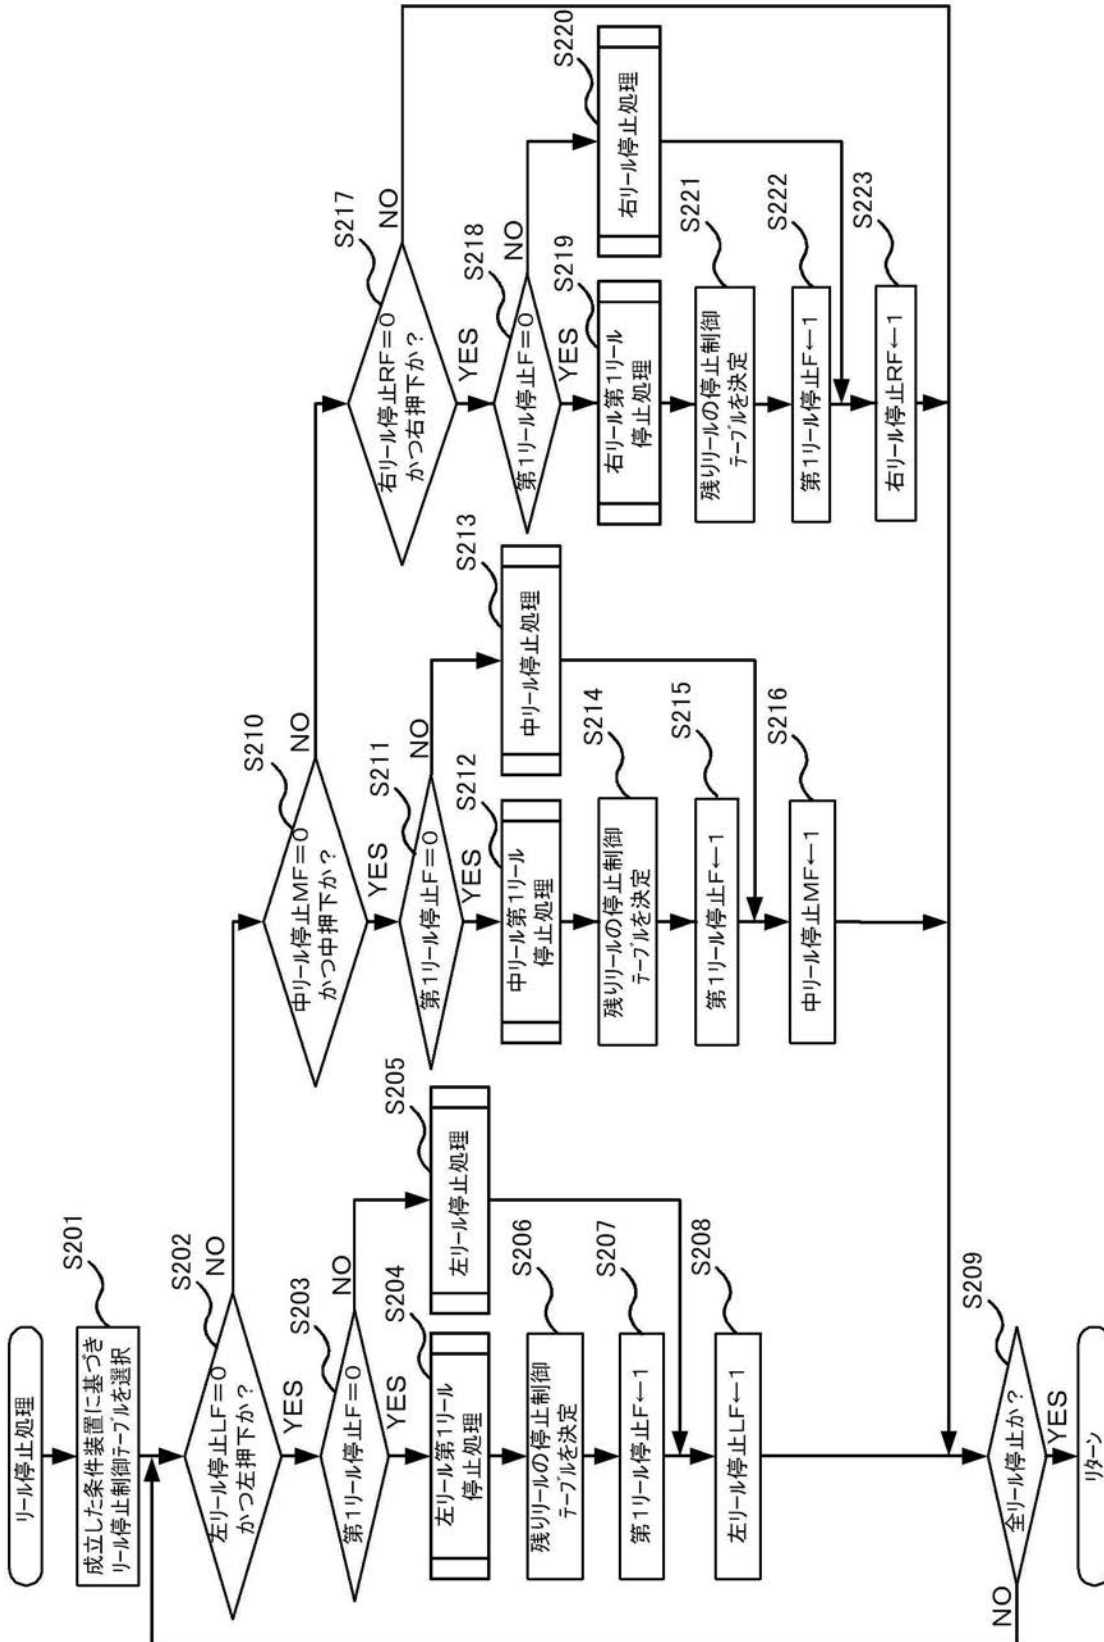 リール停止処理
S201
成立した条件装置に基づき
リール停止制御テーブルを選択
S202
左リール停止LF=0
かつ左押下か?
NO
YES
S203
第1リール停止F=0
NO
YES
S204
左リール第1リール
停止処理
S205
左リール停止処理
S206
残りリールの停止制御
テーブルを決定
S207
第1リール停止F←1
S208
左リール停止LF←1
S209
全リール停止か?
NO
YES
リターン
S210
中リール停止MF=0
かつ中押下か?
NO
YES
S211
第1リール停止F=0
NO
YES
S212
中リール第1リール
停止処理
S213
中リール停止処理
S214
残りリールの停止制御
テーブルを決定
S215
第1リール停止F←1
S216
中リール停止MF←1
S217
右リール停止RF=0
かつ右押下か?
NO
YES
S218
第1リール停止F=0
NO
YES
S219
右リール第1リール
停止処理
S220
右リール停止処理
S221
残りリールの停止制御
テーブルを決定
S222
第1リール停止F←1
S223
右リール停止RF←1